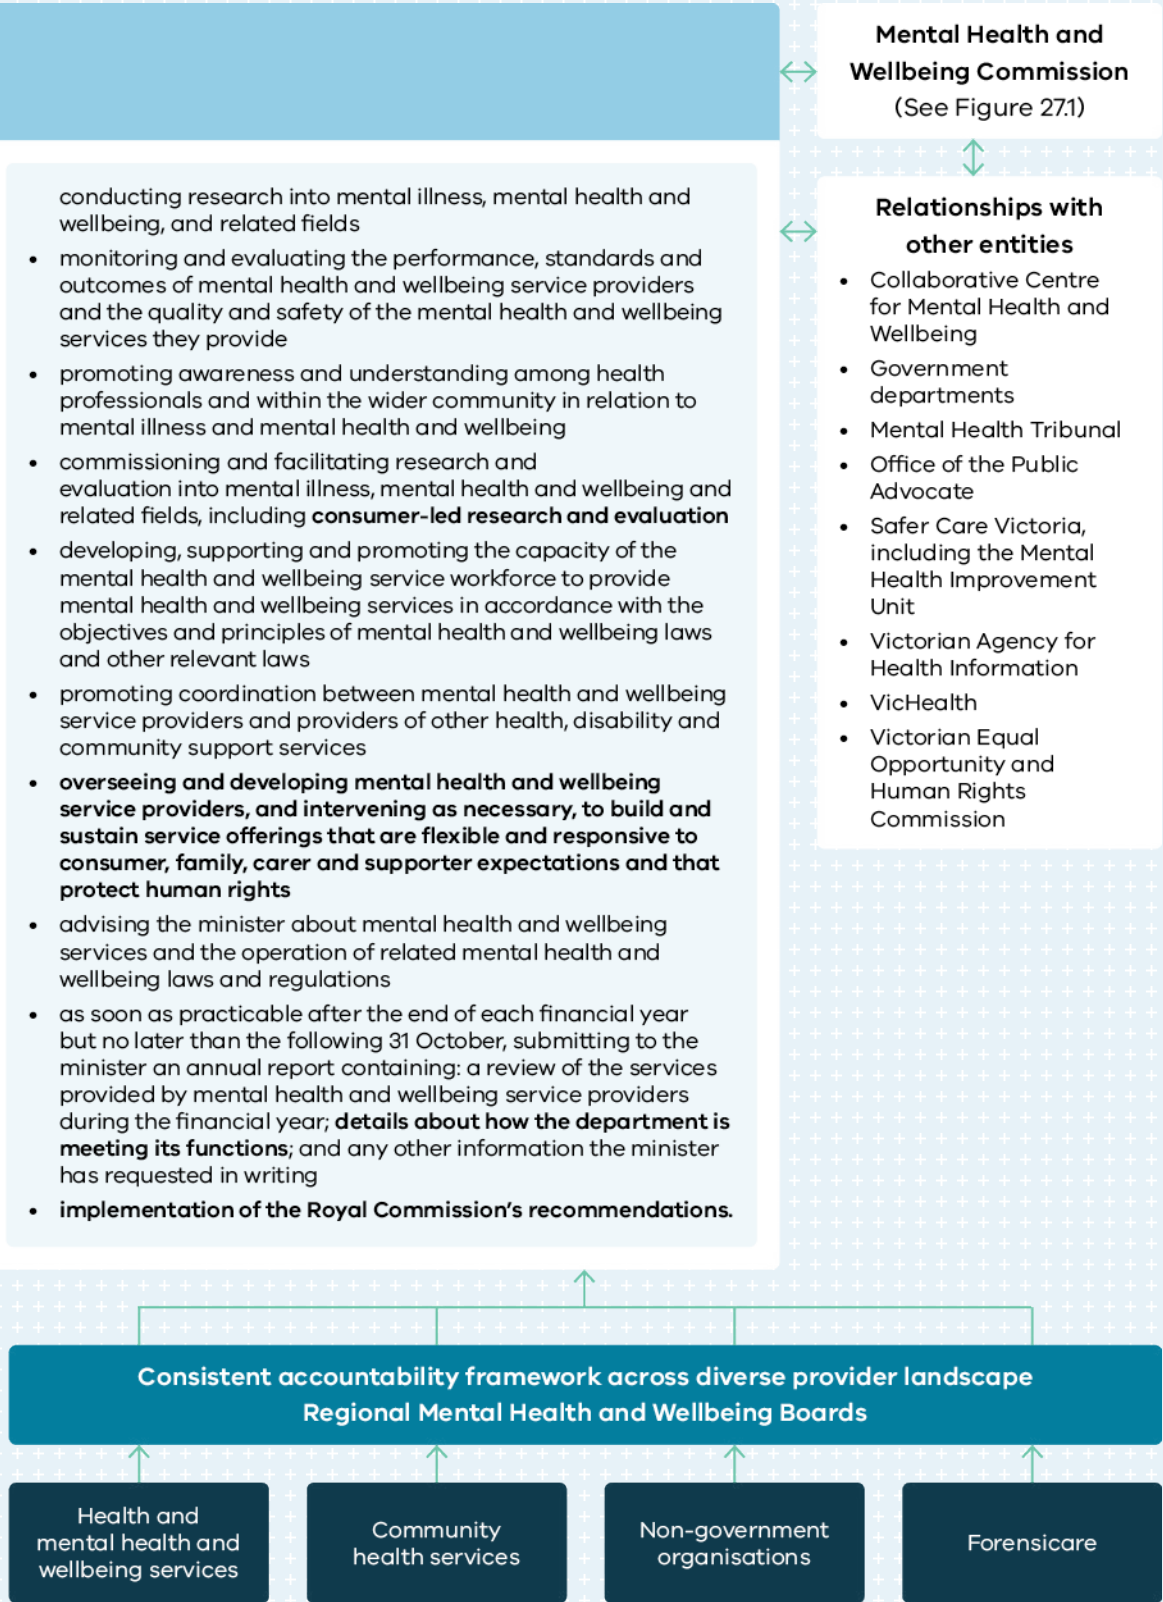 Mental Health and
Wellbeing Commission
(See Figure 27.1)
conducting research into mental illness, mental health and
wellbeing, and related fields
• monitoring and evaluating the performance, standards and
outcomes of mental health and wellbeing service providers
and the quality and safety of the mental health and wellbeing
services they provide
• promoting awareness and understanding among health
professionals and within the wider community in relation to
mental illness and mental health and wellbeing
• commissioning and facilitating research and
evaluation into mental illness, mental health and wellbeing and
related fields, including consumer-led research and evaluation
• developing, supporting and promoting the capacity of the
mental health and wellbeing service workforce to provide
mental health and wellbeing services in accordance with the
objectives and principles of mental health and wellbeing laws
and other relevant laws
• promoting coordination between mental health and wellbeing
service providers and providers of other health, disability and
community support services
• overseeing and developing mental health and wellbeing
service providers, and intervening as necessary, to build and
sustain service offerings that are flexible and responsive to
consumer, family, carer and supporter expectations and that
protect human rights
• advising the minister about mental health and wellbeing
services and the operation of related mental health and
wellbeing laws and regulations
• as soon as practicable after the end of each financial year
but no later than the following 31 October, submitting to the
minister an annual report containing: a review of the services
provided by mental health and wellbeing service providers
during the financial year; details about how the department is
meeting its functions; and any other information the minister
has requested in writing
• implementation of the Royal Commission's recommendations.
Relationships with
other entities
• Collaborative Centre
for Mental Health and
Wellbeing
• Government
departments
• Mental Health Tribunal
• Office of the Public
Advocate
• Safer Care Victoria,
including the Mental
Health Improvement
Unit
• Victorian Agency for
Health Information
• VicHealth
• Victorian Equal
Opportunity and
Human Rights
Commission
Consistent accountability framework across diverse provider landscape
Regional Mental Health and Wellbeing Boards
Health and
mental health and
wellbeing services
Community
health services
Non-government
organisations
Forensicare